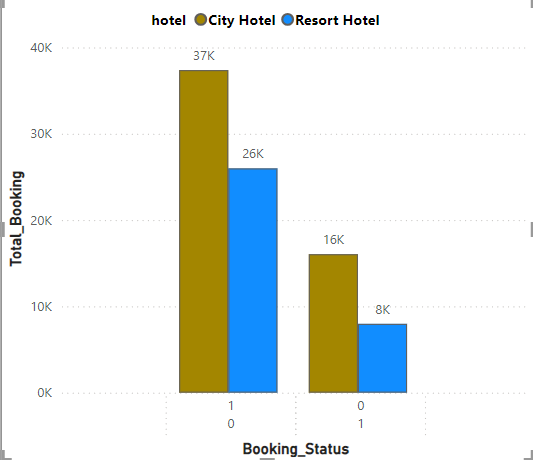 hotel City Hotel Resort Hotel
40K
37K
30K
26K
Total_Booking
20K
16K
10K
8K
0K
1 0
0 1
Booking_Status